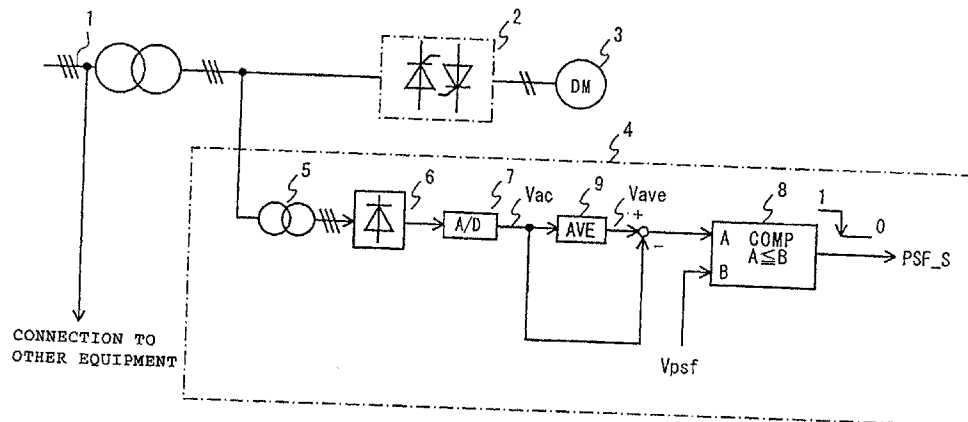 1
2
3
DM
4
5
6
7
Vac
9
Vave
8
1
0
A/D
AVE
+
-
A
COMP
A≦B
B
PSF_S
Vpsf
CONNECTION TO
OTHER EQUIPMENT